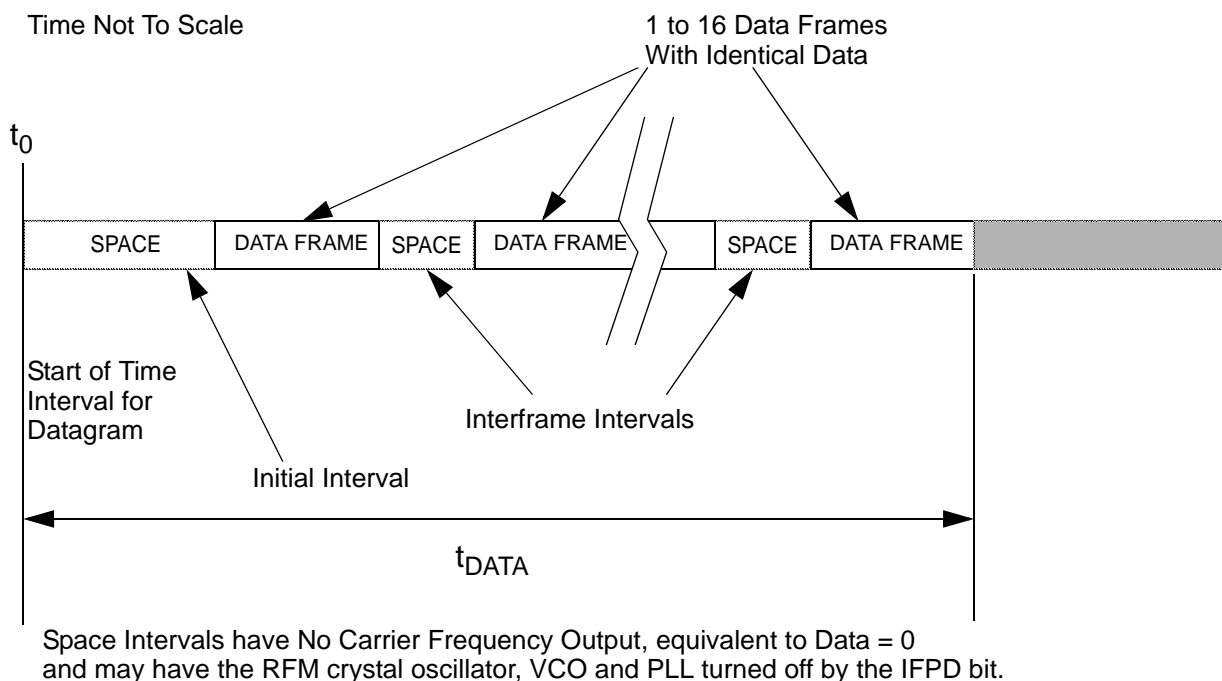 Time Not To Scale
1 to 16 Data Frames
With Identical Data
t0
SPACE
DATA FRAME
SPACE
DATA FRAME
SPACE
DATA FRAME
Start of Time
Interval for
Datagram
Interframe Intervals
Initial Interval
tDATA
Space Intervals have No Carrier Frequency Output, equivalent to Data = 0
and may have the RFM crystal oscillator, VCO and PLL turned off by the IFPD bit.